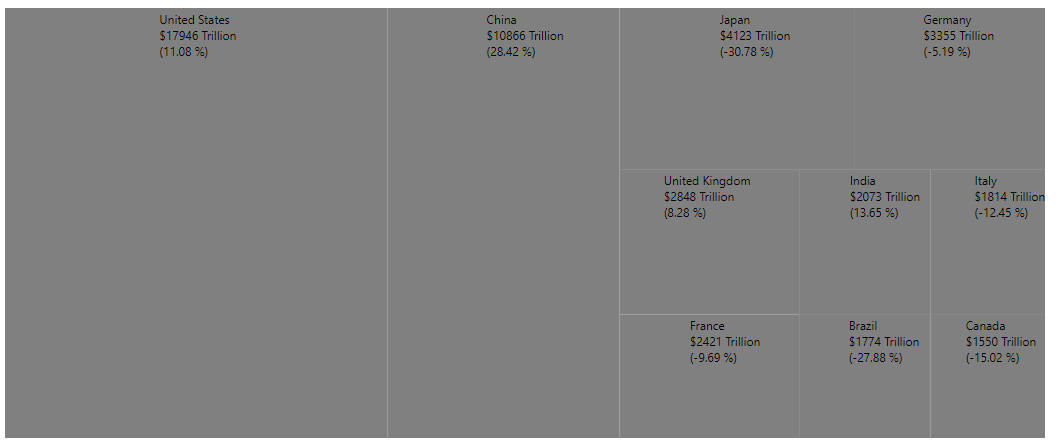 United States
$17946 Trillion
(11.08 %)
China
$10866 Trillion
(28.42 %)
Japan
$4123 Trillion
(-30.78 %)
Germany
$3355 Trillion
(-5.19 %)
United Kingdom
$2848 Trillion
(8.28 %)
India
$2073 Trillion
(13.65 %)
Italy
$1814 Trillion
(-12.45 %)
France
$2421 Trillion
(-9.69 %)
Brazil
$1774 Trillion
(-27.88 %)
Canada
$1550 Trillion
(-15.02 %)